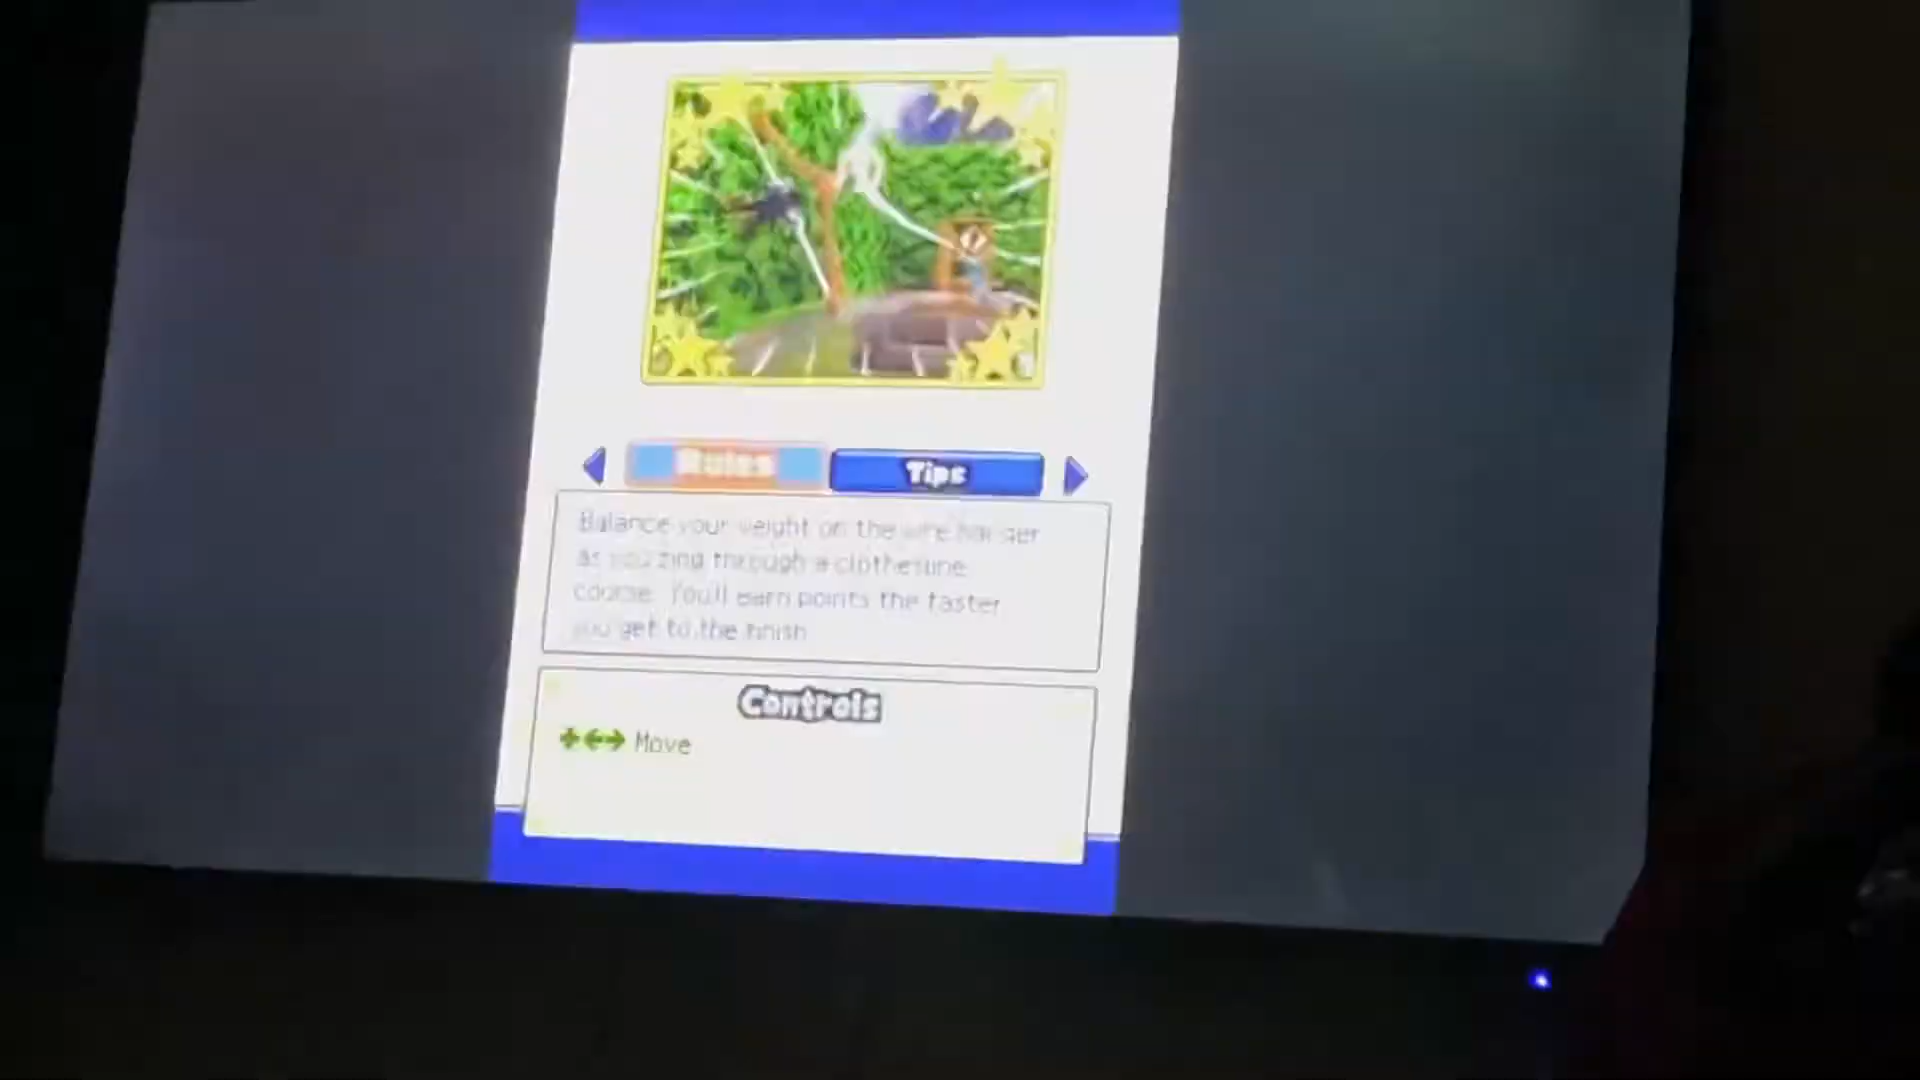 Rules
Tips
Balance your weight on the wire hanger
as you zing through a clothesline
course. You'll earn points the faster
you get to the finish.
Controls
Move